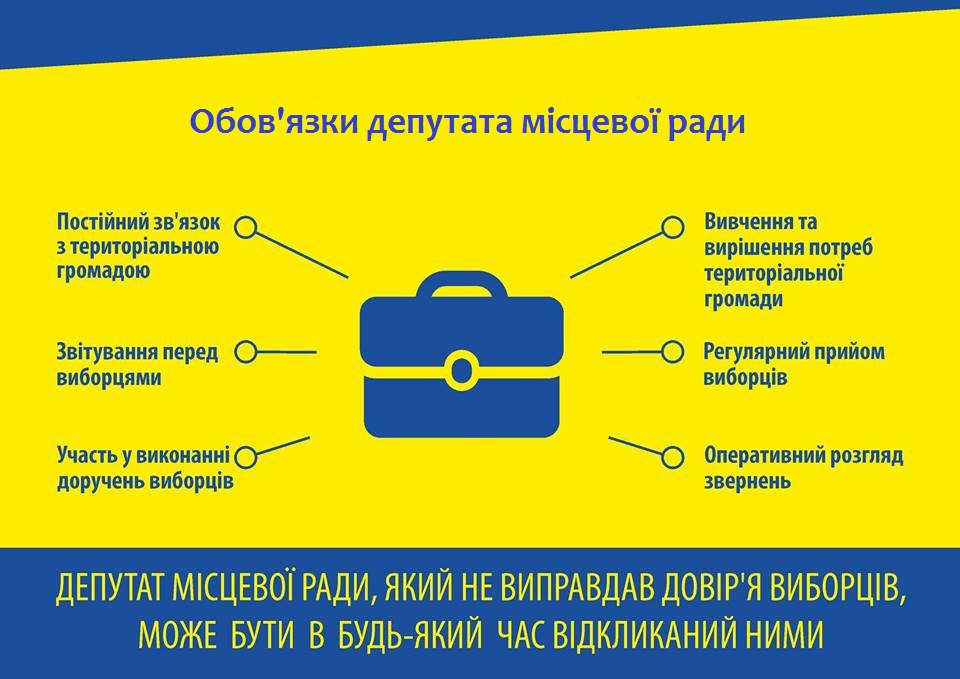 Обов'язки депутата місцевої ради
Постійний зв'язок
з територіальною
громадою
Звітування перед
виборцями
Участь у виконанні
доручень виборців
Вивчення та
вирішення потреб
територіальної
громади
Регулярний прийом
виборців
Оперативний розгляд
звернень
ДЕПУТАТ МІСЦЕВОЇ РАДИ, ЯКИЙ НЕ ВИПРАВДАВ ДОВІР'Я ВИБОРЦІВ,
МОЖЕ БУТИ В БУДЬ-ЯКИЙ ЧАС ВІДКЛИКАНИЙ НИМИ